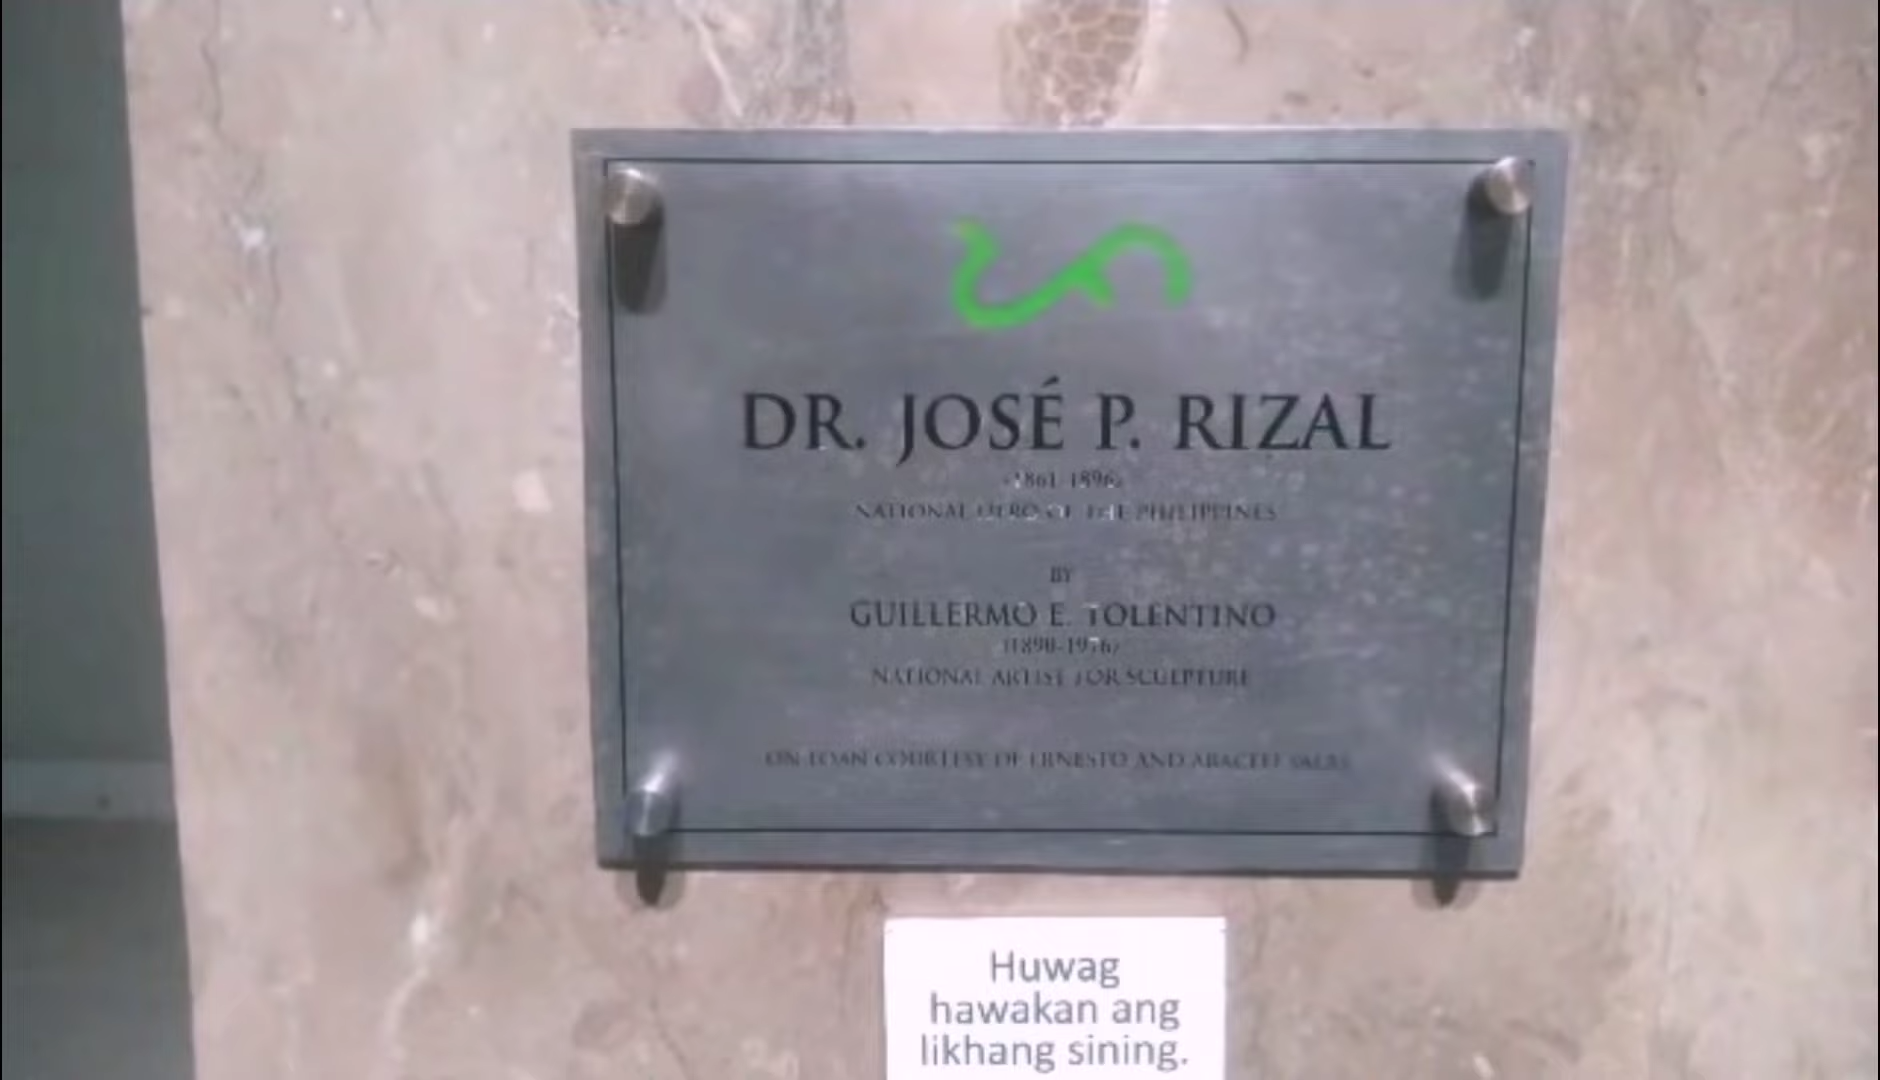 DR. JOSÉ P. RIZAL
(1861-1896)
NATIONAL HERO OF THE PHILIPPINES
BY
GUILLERMO E. TOLENTINO
(1890-1976)
NATIONAL ARTIST FOR SCULPTURE
ON LOAN COURTESY OF ERNESTO AND ARACELI
Huwag
hawakan ang
likhang sining.